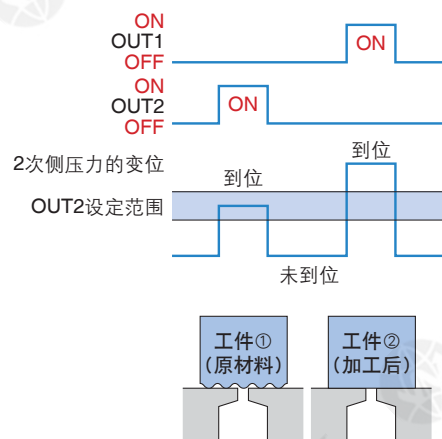 ON
OUT1
OFF
ON
ON
OUT2
OFF
ON
2次侧压力的变位
到位
到位
OUT2设定范围
未到位
工件①
(原材料)
工件②
(加工后)